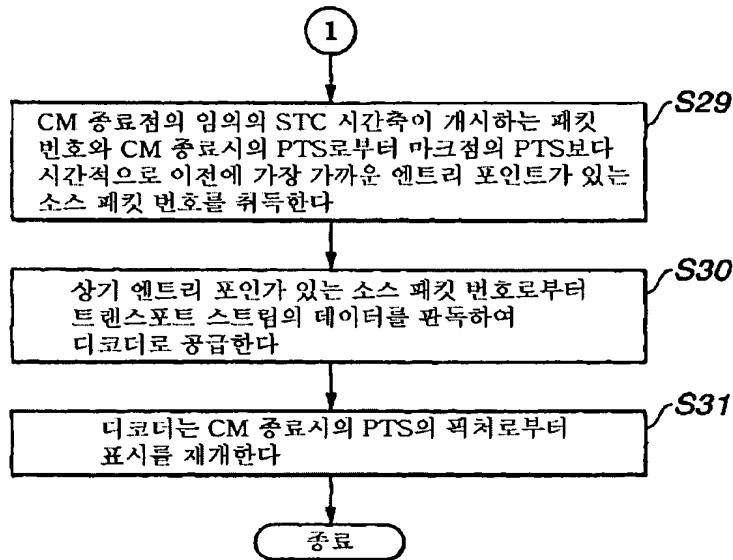 1
S29
CM 종료점의 임의의 STC 시간축이 개시하는 패킷
번호와 CM 종료시의 PTS로부터 마크점의 PTS보다
시간적으로 이전에 가장 가까운 엔트리 포인트가 있는
소스 패킷 번호를 취득한다
S30
상기 엔트리 포인가 있는 소스 패킷 번호로부터
트랜스포트 스트림의 데이터를 판독하여
디코더로 공급한다
S31
디코더는 CM 종료시의 PTS의 픽처로부터
표시를 재개한다
종료